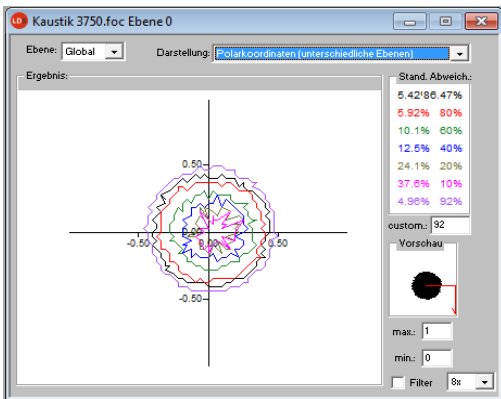 LD Kaustik 3750.foc Ebene 0
Ebene: Global Darstellung: Polarkoordinaten (unterschiedliche Ebenen)
Ergebnis:
Stand. Abweich.:
5.42% 86.47%
5.92% 80%
10.1% 60%
12.5% 40%
24.1% 20%
37.6% 10%
4.96% 92%
custom.: 92
Vorschau
max.: 1
min.: 0
Filter 8x
0.50
-0.50 0.00 0.50
-0.50